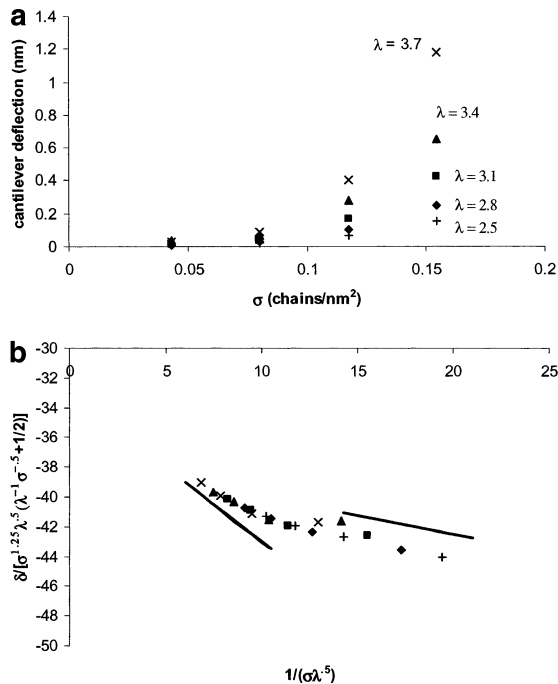 a
1.4
1.2
1
0.8
0.6
0.4
0.2
0
cantilever deflection (nm)
λ = 3.7
λ = 3.4
λ = 3.1
λ = 2.8
λ = 2.5
0 0.05 0.1 0.15 0.2
σ (chains/nm²)
b
-30
-32
-34
-36
-38
-40
-42
-44
-46
-48
-50
0 5 10 15 20 25
δ/[σ^1.25 λ^.5 (λ^-1 σ^-.5 +1/2)]
1/(σλ^.5)